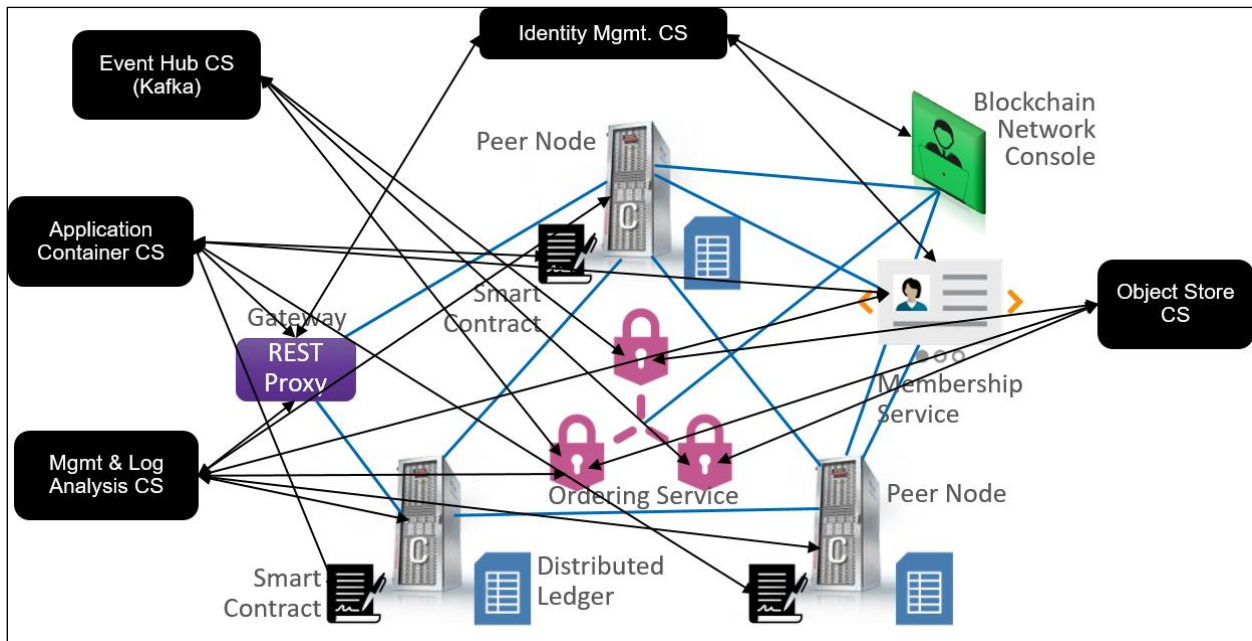 Identity Mgmt. CS
Event Hub CS
(Kafka)
Blockchain
Network
Console
Peer Node
Application
Container CS
Smart
Contract
Object Store
CS
Gateway
REST
Proxy
Membership
Service
Mgmt & Log
Analysis CS
Ordering Service
Peer Node
C
C
C
Smart
Contract
Distributed
Ledger